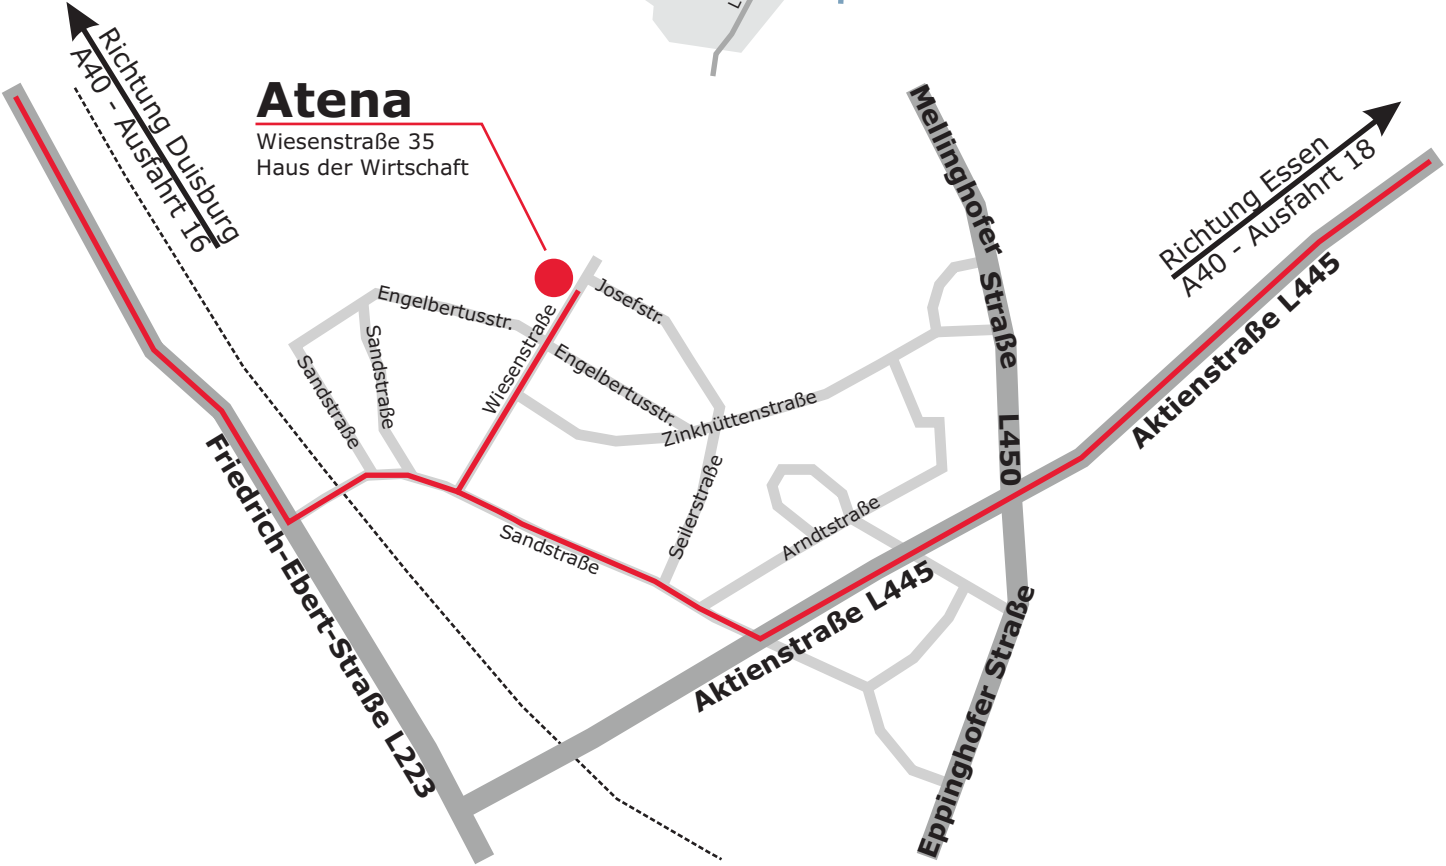 L
Richtung Duisburg
A40 - Ausfahrt 16
Atena
Wiesenstraße 35
Haus der Wirtschaft
Mellinghofer Straße L450
Richtung Essen
A40 - Ausfahrt 18
Aktienstraße L445
Josefstr.
Engelbertusstr.
Wiesenstraße
Sandstraße
Sandstraße
Engelbertusstr.
Zinkhüttenstraße
Seilerstraße
Arndtstraße
Sandstraße
Friedrich-Ebert-Straße L223
Aktienstraße L445
Eppinghofer Straße